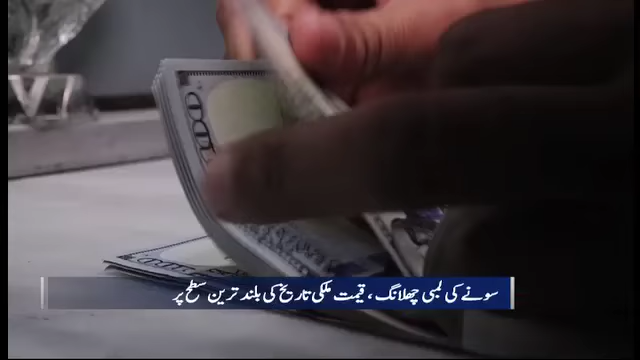 سونے کی لمبی چھلانگ ، قیمت ملکی تاریخ کی بلند ترین سطح پر